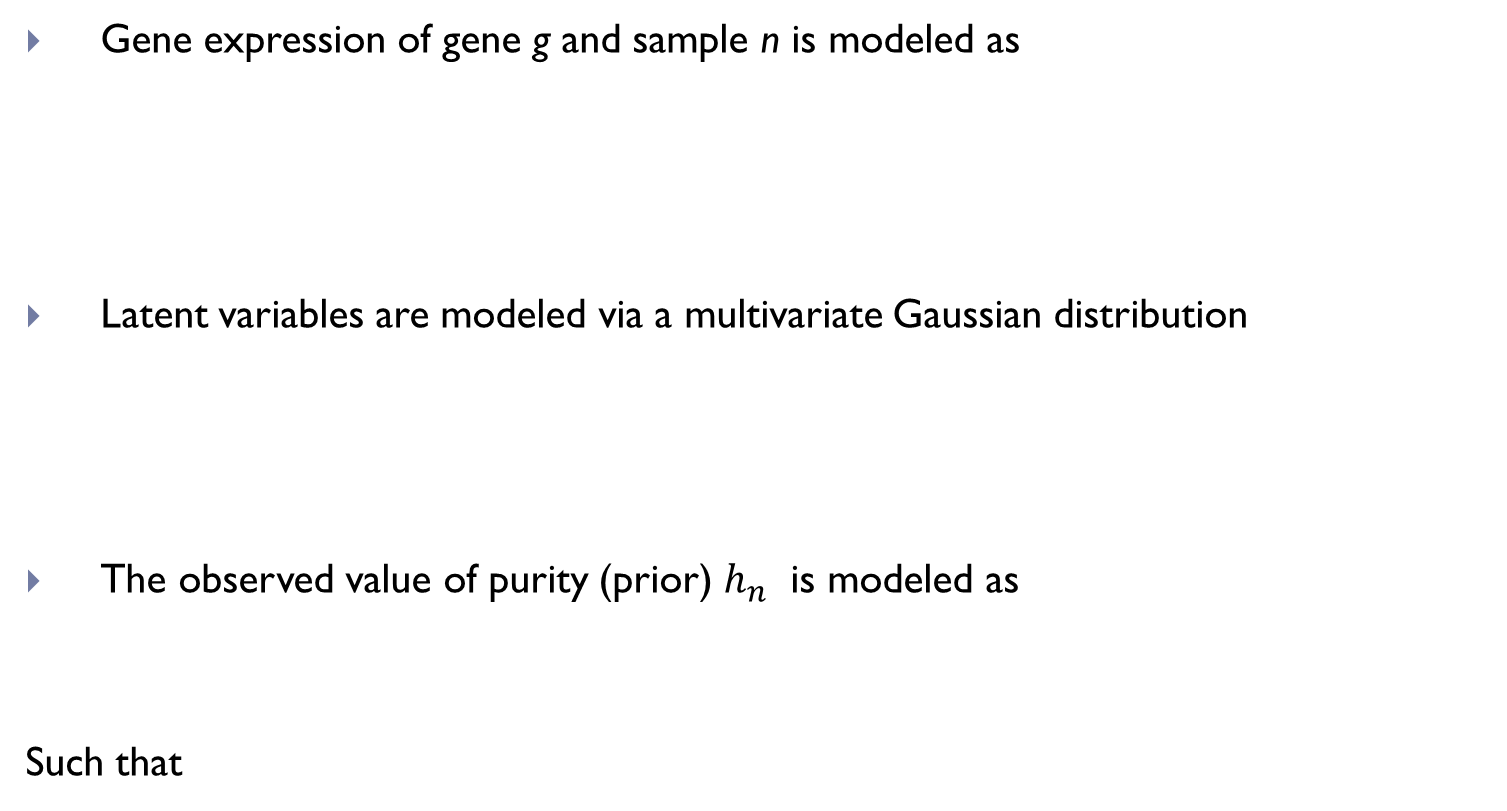 Gene expression of gene g and sample n is modeled as
Latent variables are modeled via a multivariate Gaussian distribution
The observed value of purity (prior) ℎ𝑛 is modeled as
Such that